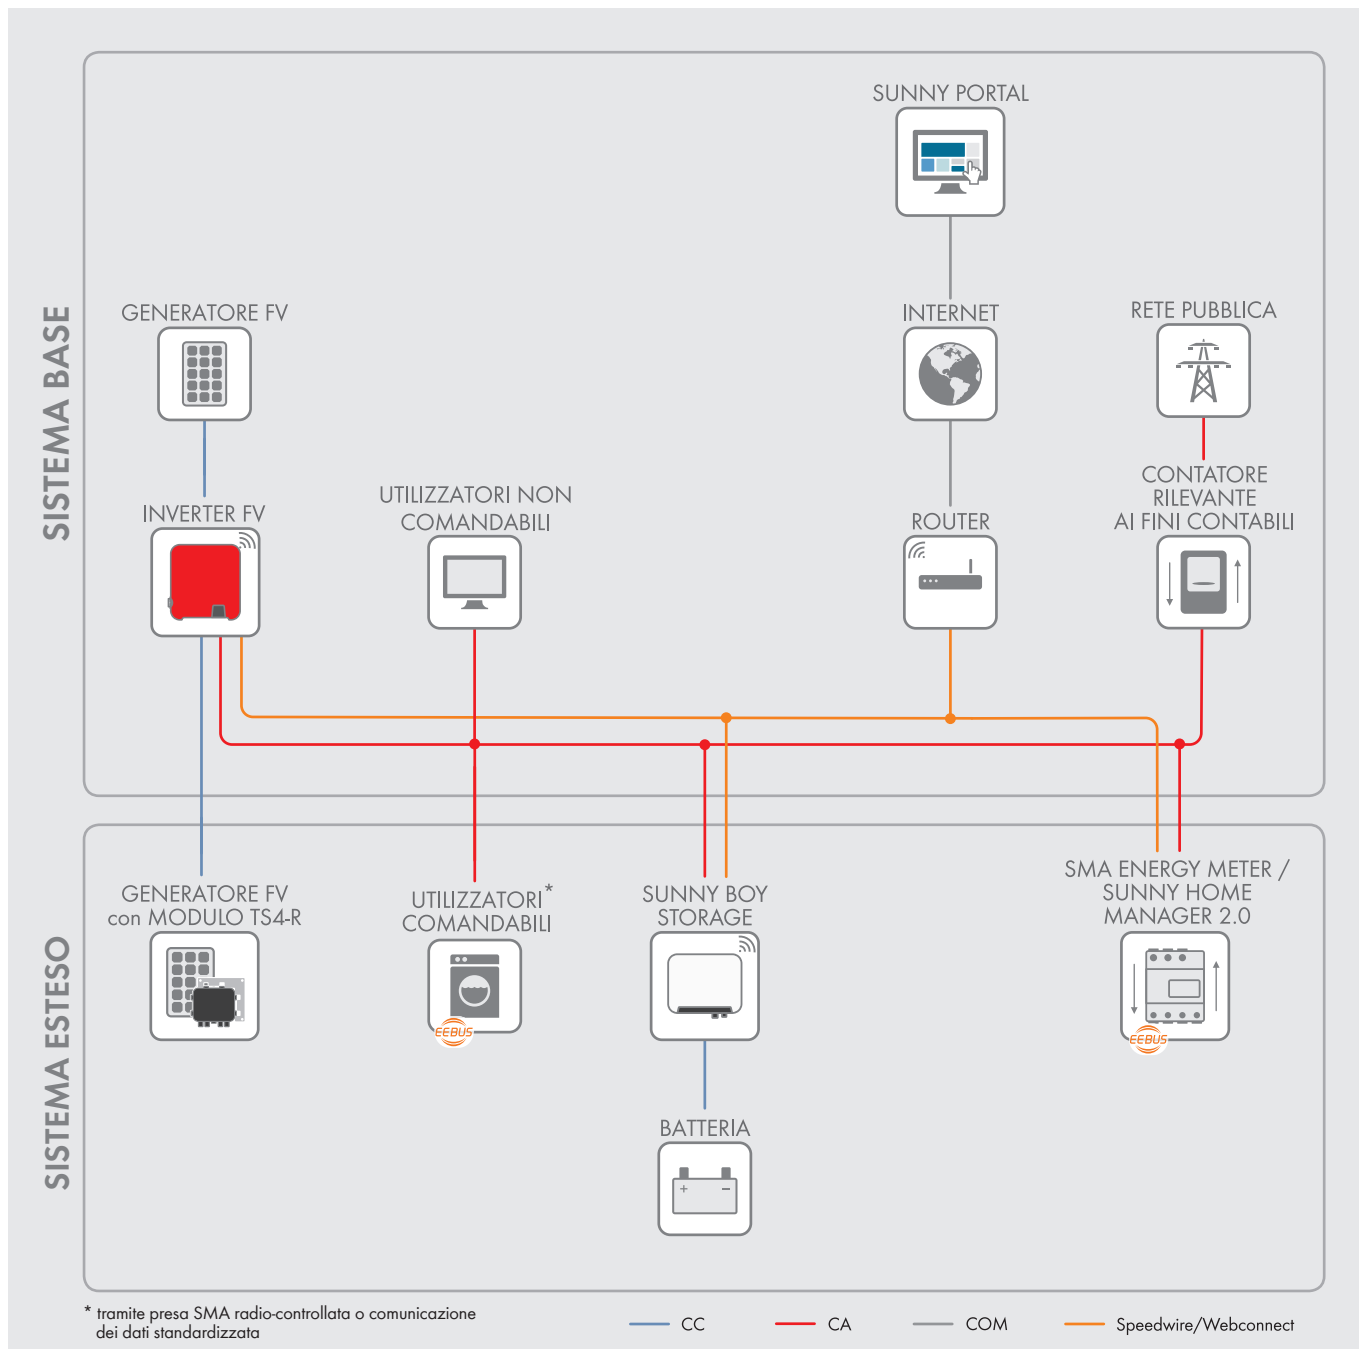 SISTEMA BASE
SUNNY PORTAL
GENERATORE FV
INTERNET
RETE PUBBLICA
INVERTER FV
UTILIZZATORI NON
COMANDABILI
ROUTER
CONTATORE
RILEVANTE
AI FINI CONTABILI
SISTEMA ESTESO
GENERATORE FV
con MODULO TS4-R
UTILIZZATORI*
COMANDABILI
EEBUS
SUNNY BOY
STORAGE
SMA ENERGY METER /
SUNNY HOME
MANAGER 2.0
EEBUS
BATTERIA
+ −
* tramite presa SMA radio-controllata o comunicazione
dei dati standardizzata
CC
CA
COM
Speedwire/Webconnect